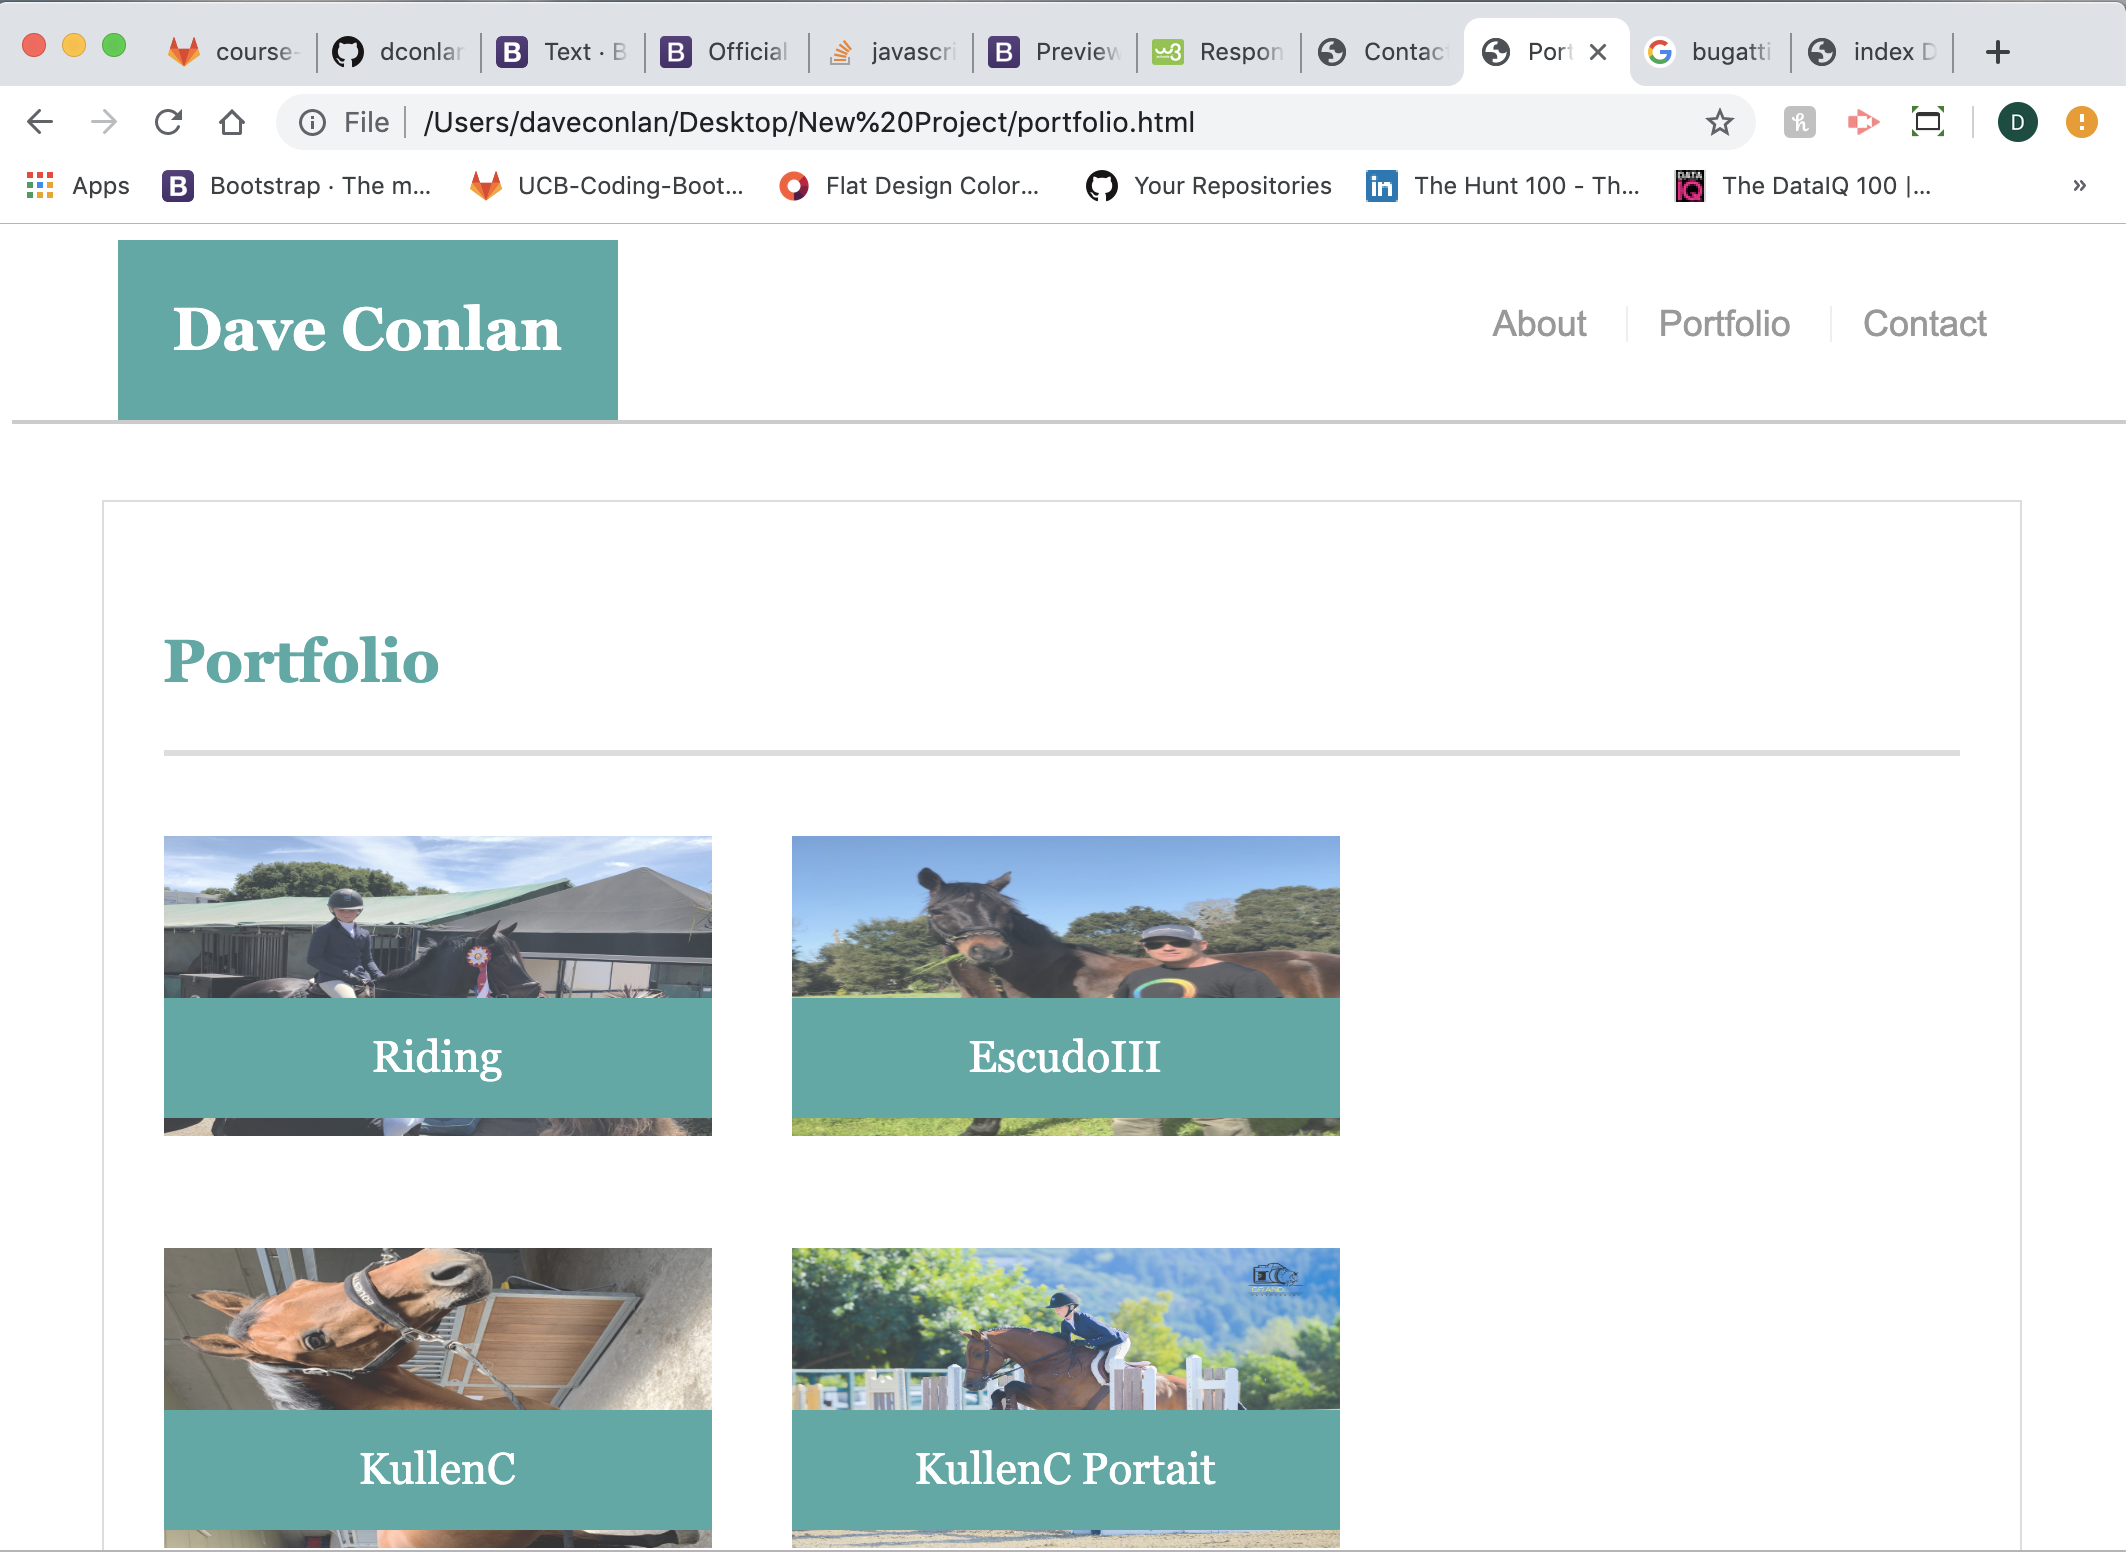 course-
dconlar
Text · B
Official
javascri
Preview
Respon
Contac
Port
bugatti
index D
File /Users/daveconlan/Desktop/New%20Project/portfolio.html
D
Apps
Bootstrap · The m...
UCB-Coding-Boot...
Flat Design Color...
Your Repositories
The Hunt 100 - Th...
The DataIQ 100 |...
»
Dave Conlan
About
Portfolio
Contact
Portfolio
Riding
EscudoIII
KullenC
KullenC Portait